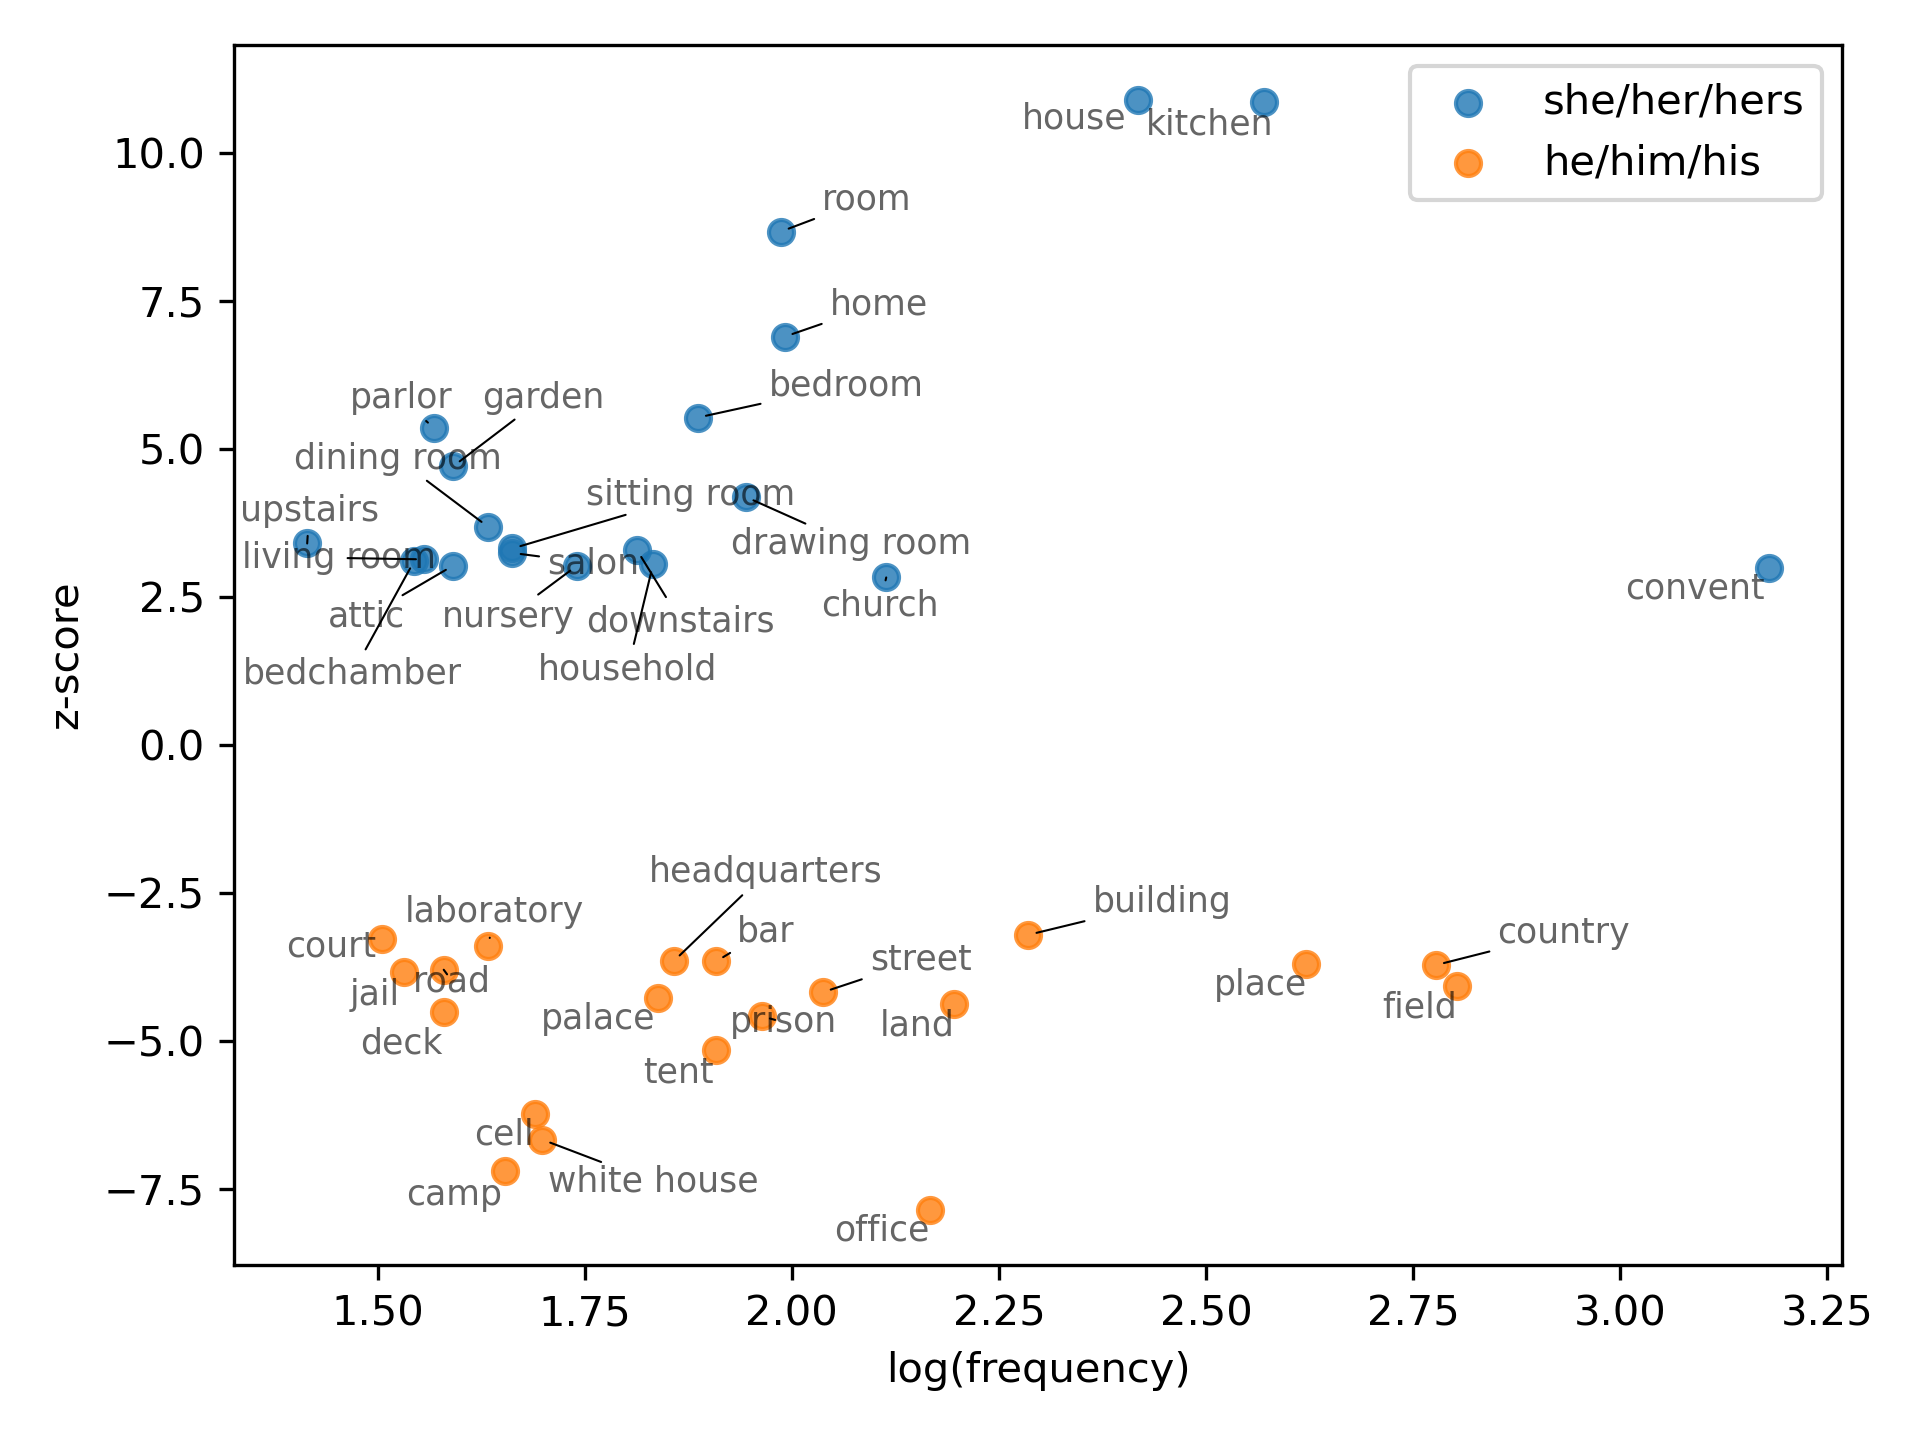 she/her/hers
he/him/his
house
kitchen
room
home
bedroom
parlor
garden
dining room
sitting room
upstairs
drawing room
living room
salon
convent
church
attic
nursery
downstairs
bedchamber
household
headquarters
building
laboratory
bar
country
court
street
road
place
jail
field
palace
prison
land
deck
tent
cell
white house
camp
office
10.0
7.5
5.0
2.5
0.0
−2.5
−5.0
−7.5
z-score
1.50 1.75 2.00 2.25 2.50 2.75 3.00 3.25
log(frequency)